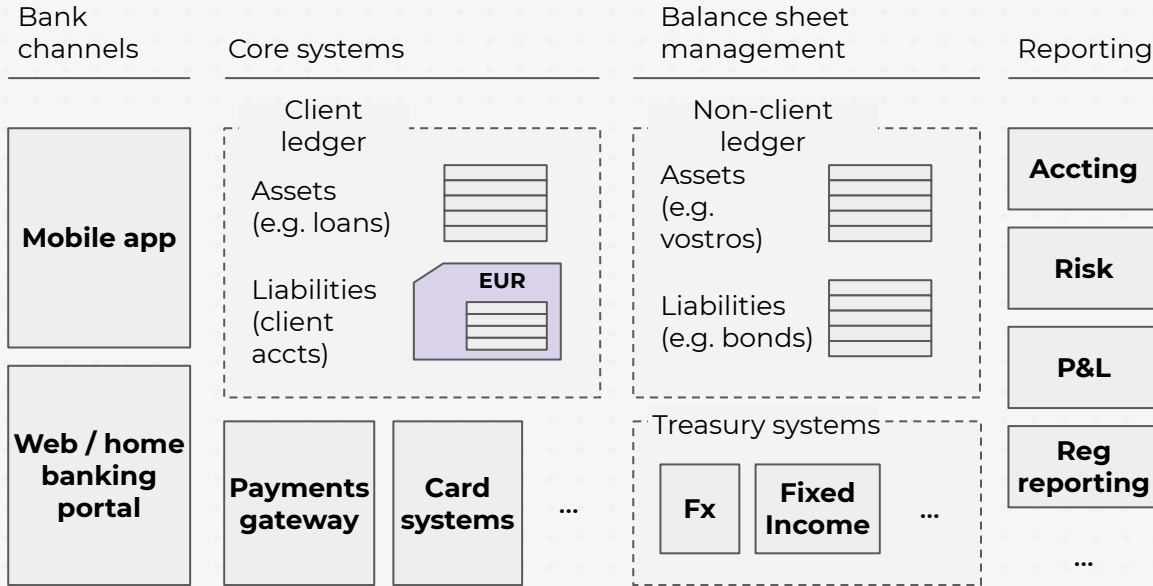 Bank
channels
Core systems
Balance sheet
management
Reporting
Mobile app
Web / home
banking
portal
Client
ledger
Assets
(e.g. loans)
Liabilities
(client
accts)
EUR
Payments
gateway
Card
systems
...
Non-client
ledger
Assets
(e.g.
vostros)
Liabilities
(e.g. bonds)
Treasury systems
Fx
Fixed
Income
...
Accting
Risk
P&L
Reg
reporting
...